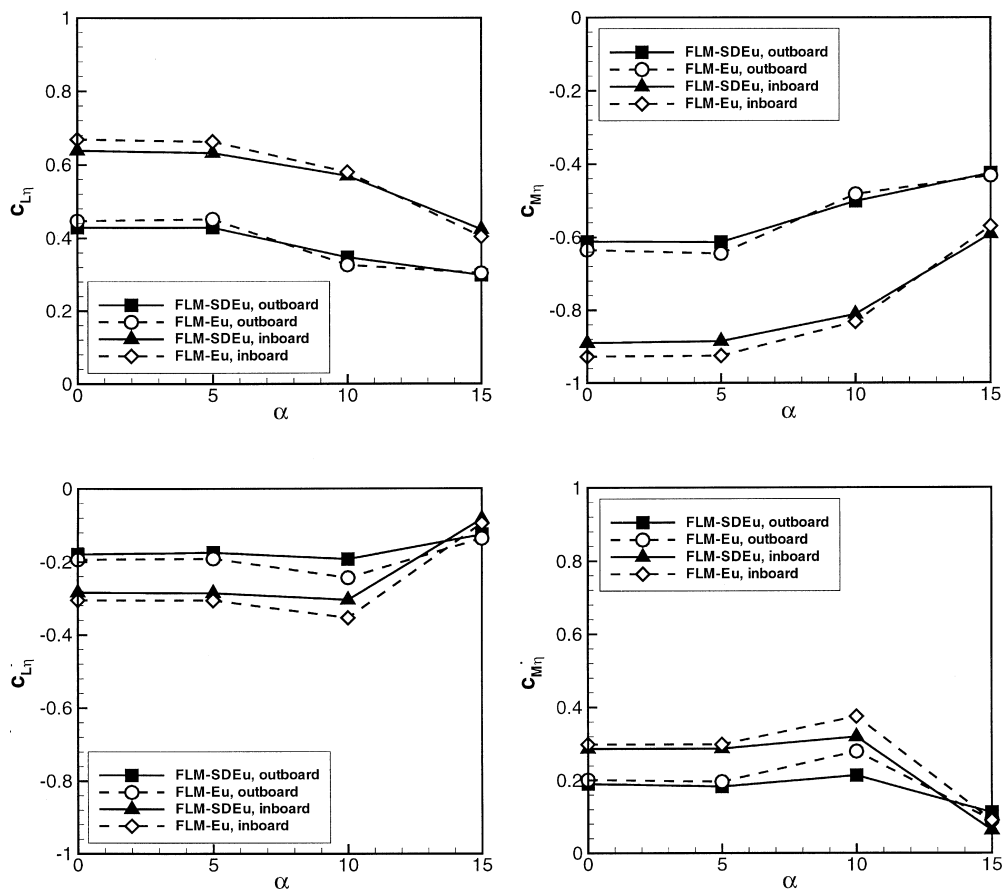 1
0.8
0.6
0.4
0.2
0
0 5 10 15
cLη
α
FLM-SDEu, outboard
FLM-Eu, outboard
FLM-SDEu, inboard
FLM-Eu, inboard
0
-0.2
-0.4
-0.6
-0.8
-1
0 5 10 15
cMη
α
FLM-SDEu, outboard
FLM-Eu, outboard
FLM-SDEu, inboard
FLM-Eu, inboard
0
-0.2
-0.4
-0.6
-0.8
-1
0 5 10 15
cLη̇
α
FLM-SDEu, outboard
FLM-Eu, outboard
FLM-SDEu, inboard
FLM-Eu, inboard
1
0.8
0.6
0.4
0.2
0
0 5 10 15
cMη̇
α
FLM-SDEu, outboard
FLM-Eu, outboard
FLM-SDEu, inboard
FLM-Eu, inboard